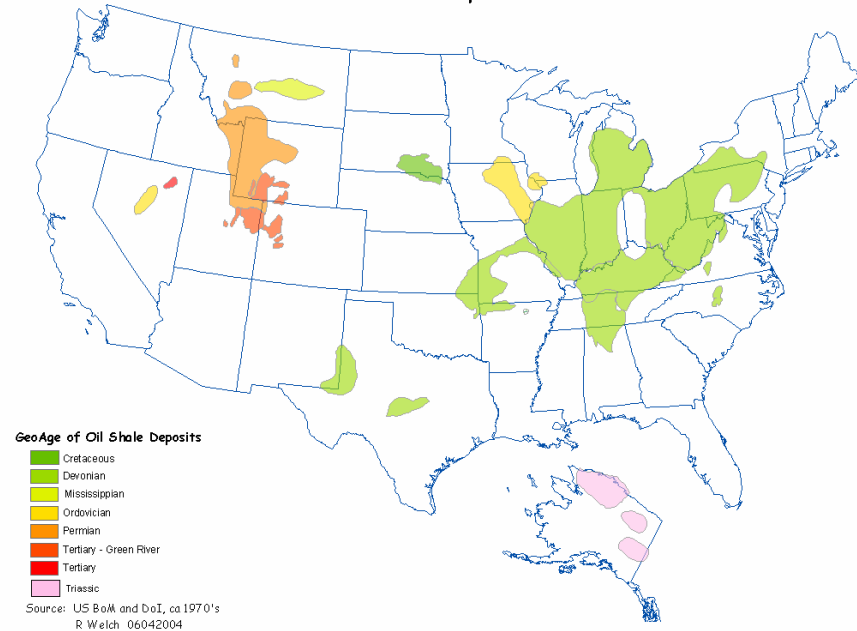 GeoAge of Oil Shale Deposits
Cretaceous
Devonian
Mississippian
Ordovician
Permian
Tertiary - Green River
Tertiary
Triassic
Source: US BoM and DoI, ca 1970's
R Welch 06042004